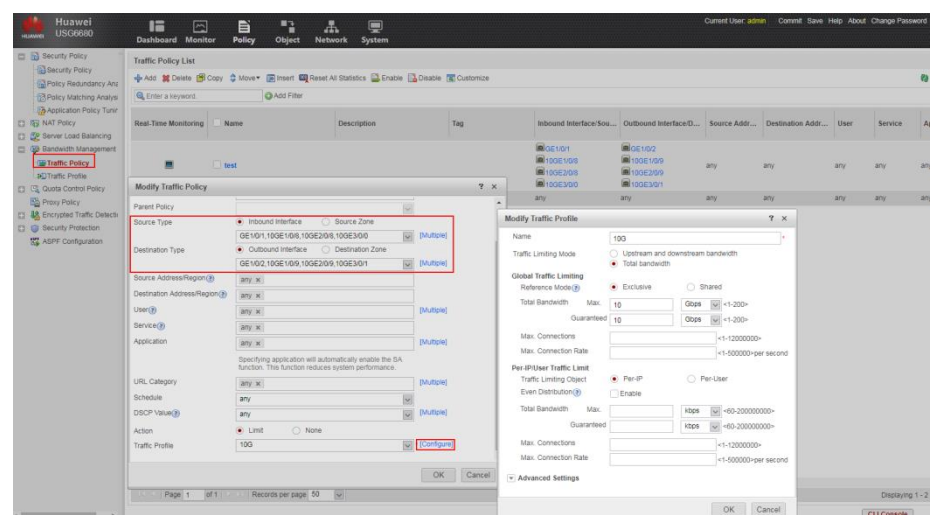 HUAWEI
Huawei
USG6680
Dashboard Monitor Policy Object Network System
Current User: admin Commit Save Help About Change Password
Security Policy
Security Policy
Policy Redundancy Ana
Policy Matching Analysi
Application Policy Tunir
NAT Policy
Server Load Balancing
Bandwidth Management
Traffic Policy
Traffic Profile
Quota Control Policy
Proxy Policy
Encrypted Traffic Detecti
Security Protection
ASPF Configuration
Traffic Policy List
Add Delete Copy Move Insert Reset All Statistics Enable Disable Customize
Enter a keyword. Add Filter
Real-Time Monitoring Name Description Tag Inbound Interface/Sou... Outbound Interface/D... Source Addr... Destination Addr... User Service Ap
test
GE1/0/1 GE1/0/2
10GE1/0/8 10GE1/0/9
10GE2/0/8 10GE2/0/9
10GE3/0/0 10GE3/0/1
any any any any any
any any any any any any any
Modify Traffic Policy ? ×
Parent Policy
Source Type Inbound Interface Source Zone
GE1/0/1,10GE1/0/8,10GE2/0/8,10GE3/0/0 [Multiple]
Destination Type Outbound Interface Destination Zone
GE1/0/2,10GE1/0/9,10GE2/0/9,10GE3/0/1 [Multiple]
Source Address/Region any ×
Destination Address/Region any ×
User any × [Multiple]
Service any ×
Application any × [Multiple]
Specifying application will automatically enable the SA
function. This function reduces system performance.
URL Category any × [Multiple]
Schedule any
DSCP Value any [Multiple]
Action Limit None
Traffic Profile 10G [Configure]
OK Cancel
Page 1 of 1 Records per page 50 Displaying 1 - 2
Modify Traffic Profile ? ×
Name 10G *
Traffic Limiting Mode Upstream and downstream bandwidth
Total bandwidth
Global Traffic Limiting
Reference Mode Exclusive Shared
Total Bandwidth Max. 10 Gbps <1-200>
Guaranteed 10 Gbps <1-200>
Max. Connections <1-12000000>
Max. Connection Rate <1-500000>per second
Per-IP/User Traffic Limit
Traffic Limiting Object Per-IP Per-User
Even Distribution Enable
Total Bandwidth Max. kbps <60-200000000>
Guaranteed kbps <60-200000000>
Max. Connections <1-12000000>
Max. Connection Rate <1-500000>per second
Advanced Settings
OK Cancel
CLI Console